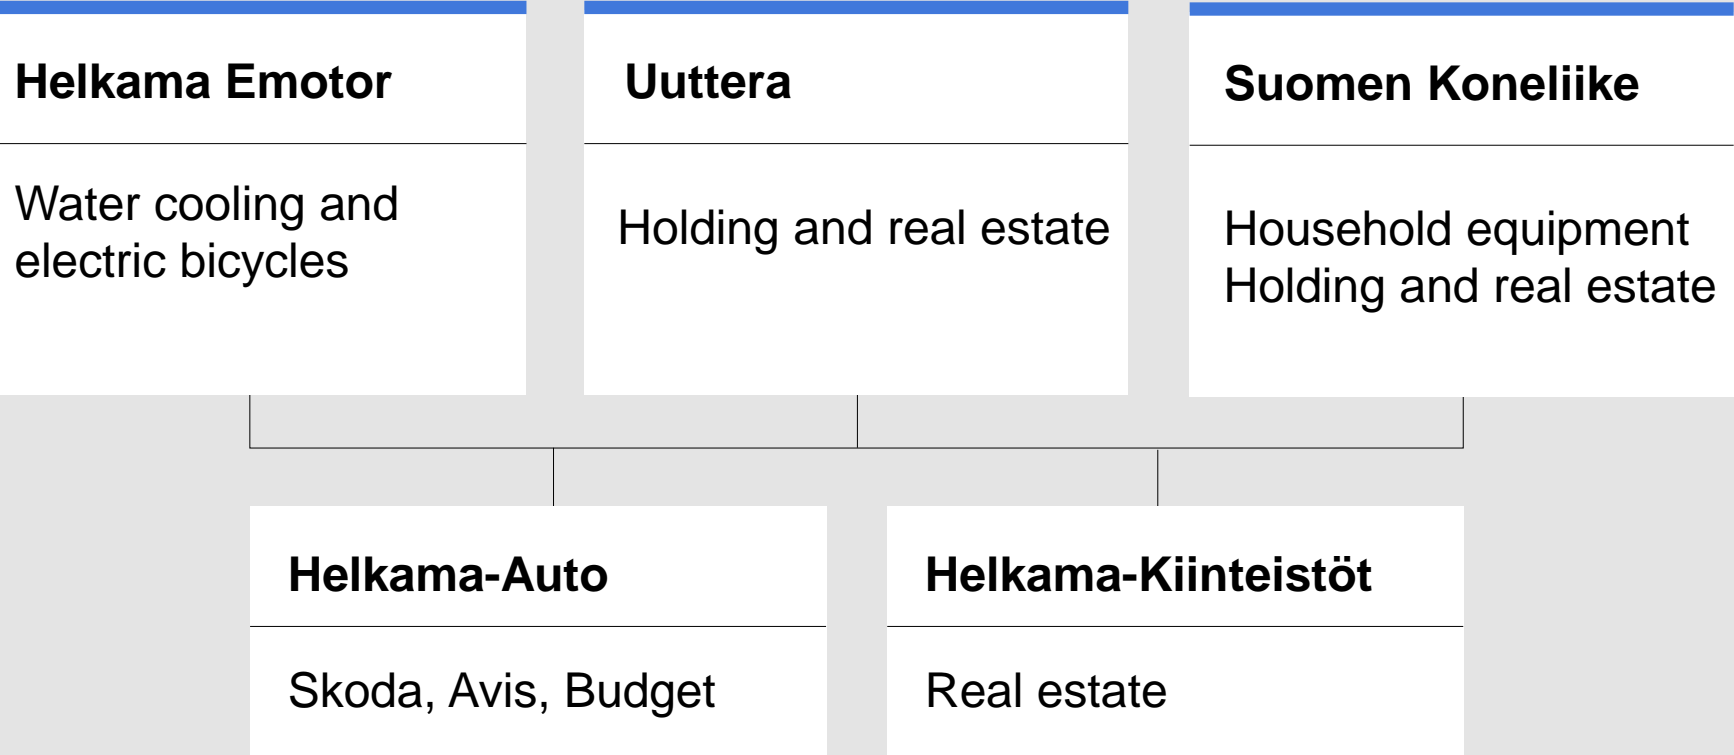 Helkama Emotor
Water cooling and
electric bicycles
Uuttera
Holding and real estate
Suomen Koneliike
Household equipment
Holding and real estate
Helkama-Auto
Skoda, Avis, Budget
Helkama-Kiinteistöt
Real estate